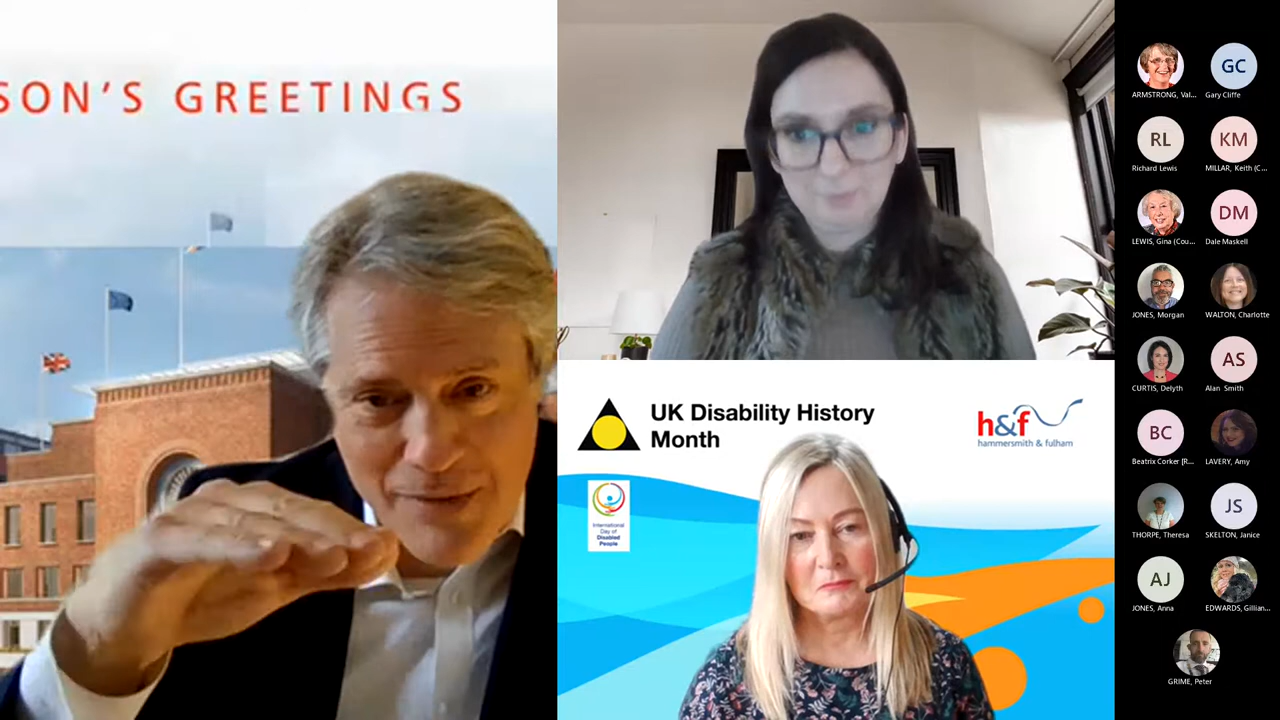 SON'S GREETINGS
UK Disability History
Month
h&f
hammersmith & fulham
International
Day of
Disabled
People
ARMSTRONG, Val...
GC
Gary Cliffe
RL
Richard Lewis
KM
MILLAR, Keith (C...
LEWIS, Gina (Cou...
DM
Dale Maskell
JONES, Morgan
WALTON, Charlotte
CURTIS, Delyth
AS
Alan Smith
BC
Beatrix Corker [R...
LAVERY, Amy
THORPE, Theresa
JS
SKELTON, Janice
AJ
JONES, Anna
EDWARDS, Gillian...
GRIME, Peter